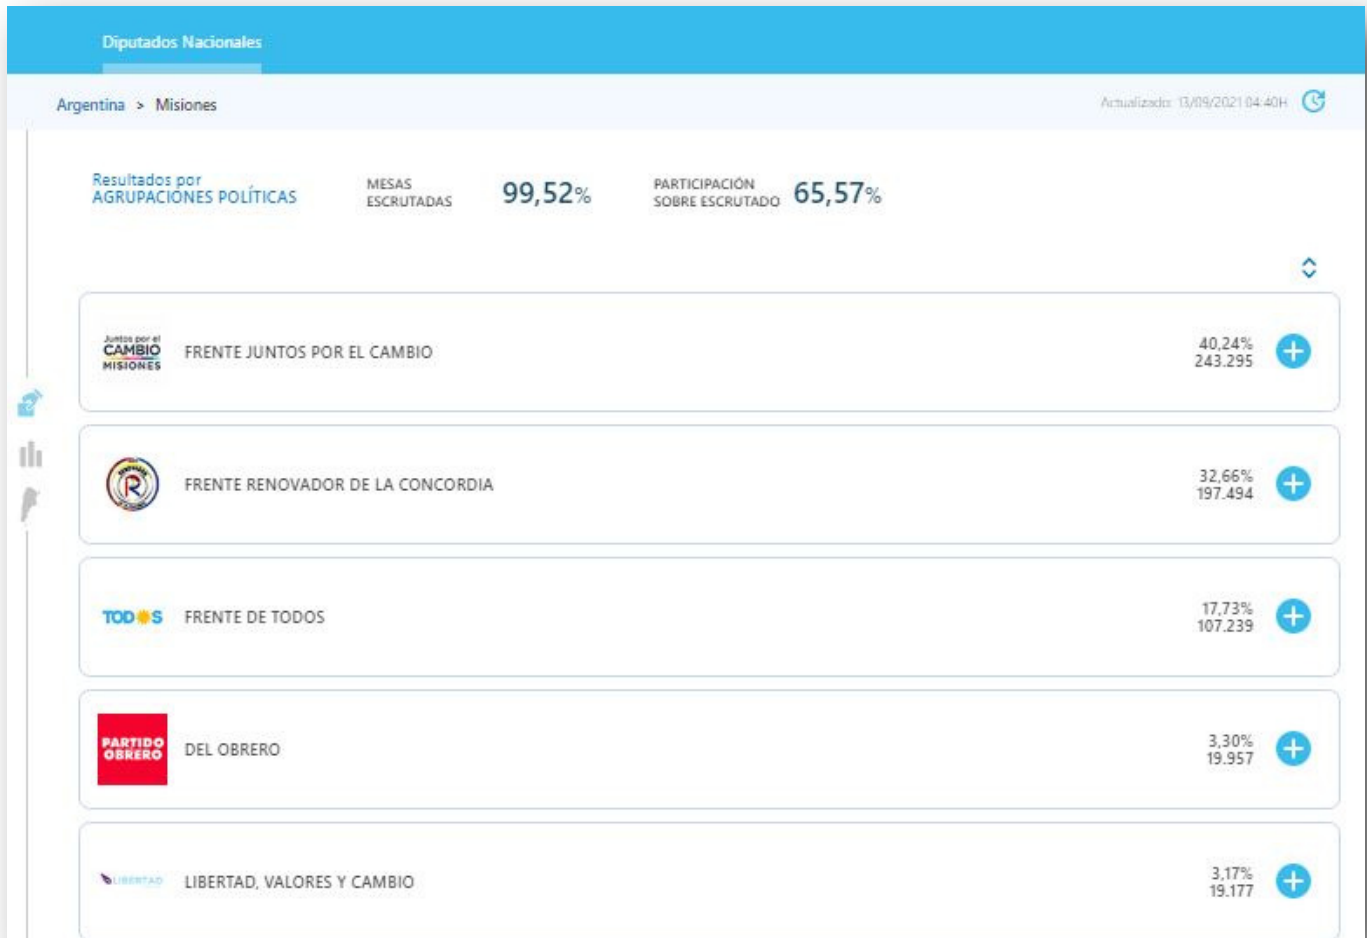 Diputados Nacionales
Argentina > Misiones
Actualizado: 13/09/2021 04:40H
Resultados por
AGRUPACIONES POLÍTICAS
MESAS
ESCRUTADAS
99,52%
PARTICIPACIÓN
SOBRE ESCRUTADO
65,57%
Juntos por el
CAMBIO
MISIONES
FRENTE JUNTOS POR EL CAMBIO
40,24%
243.295
R
FRENTE RENOVADOR DE LA CONCORDIA
32,66%
197.494
TODOS
FRENTE DE TODOS
17,73%
107.239
PARTIDO
OBRERO
DEL OBRERO
3,30%
19.957
LIBERTAD
LIBERTAD, VALORES Y CAMBIO
3,17%
19.177